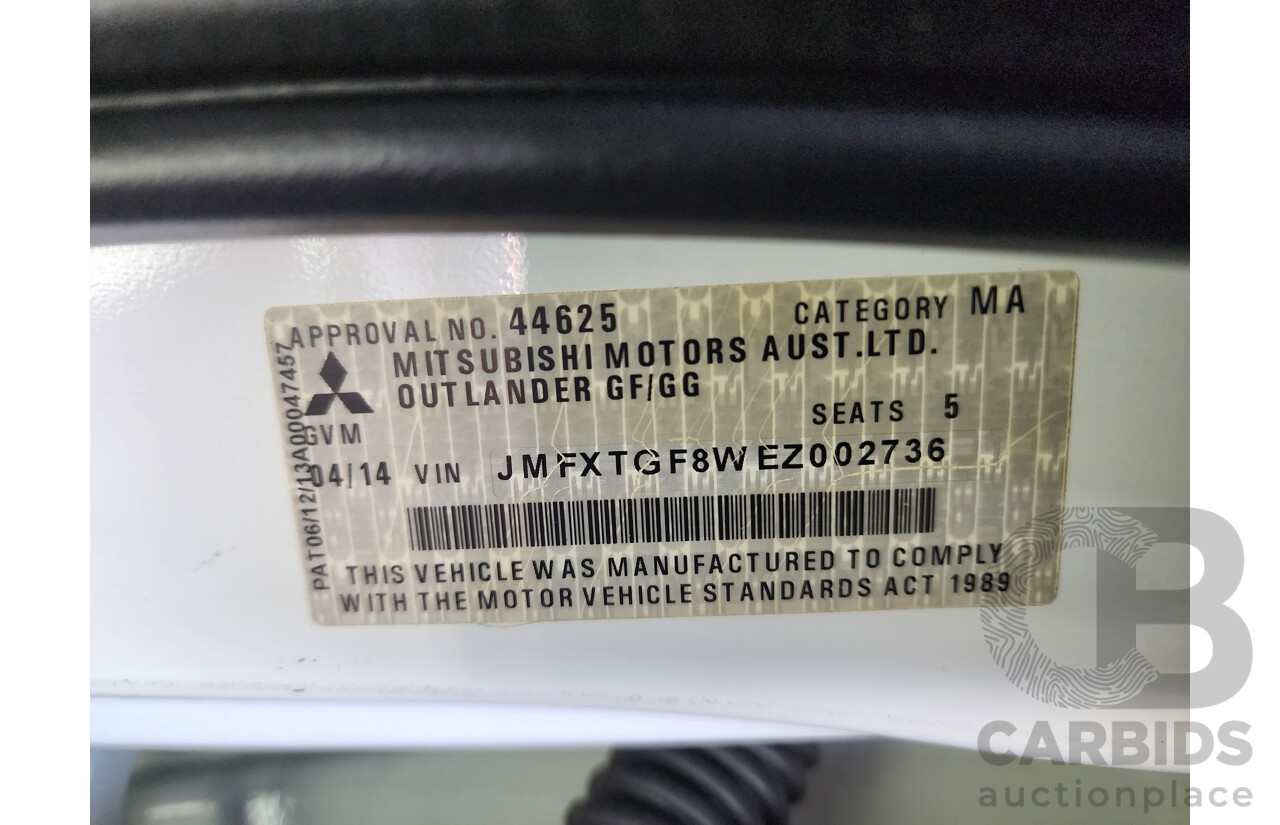 APPROVAL NO. 44625 CATEGORY MA
MITSUBISHI MOTORS AUST.LTD.
OUTLANDER GF/GG
SEATS 5
GVM
04/14 VIN JMFXTGF8WEZ002736
THIS VEHICLE WAS MANUFACTURED TO COMPLY
WITH THE MOTOR VEHICLE STANDARDS ACT 1989
PAT06/12/13A00047457
CB
CARBIDS
auctionplace